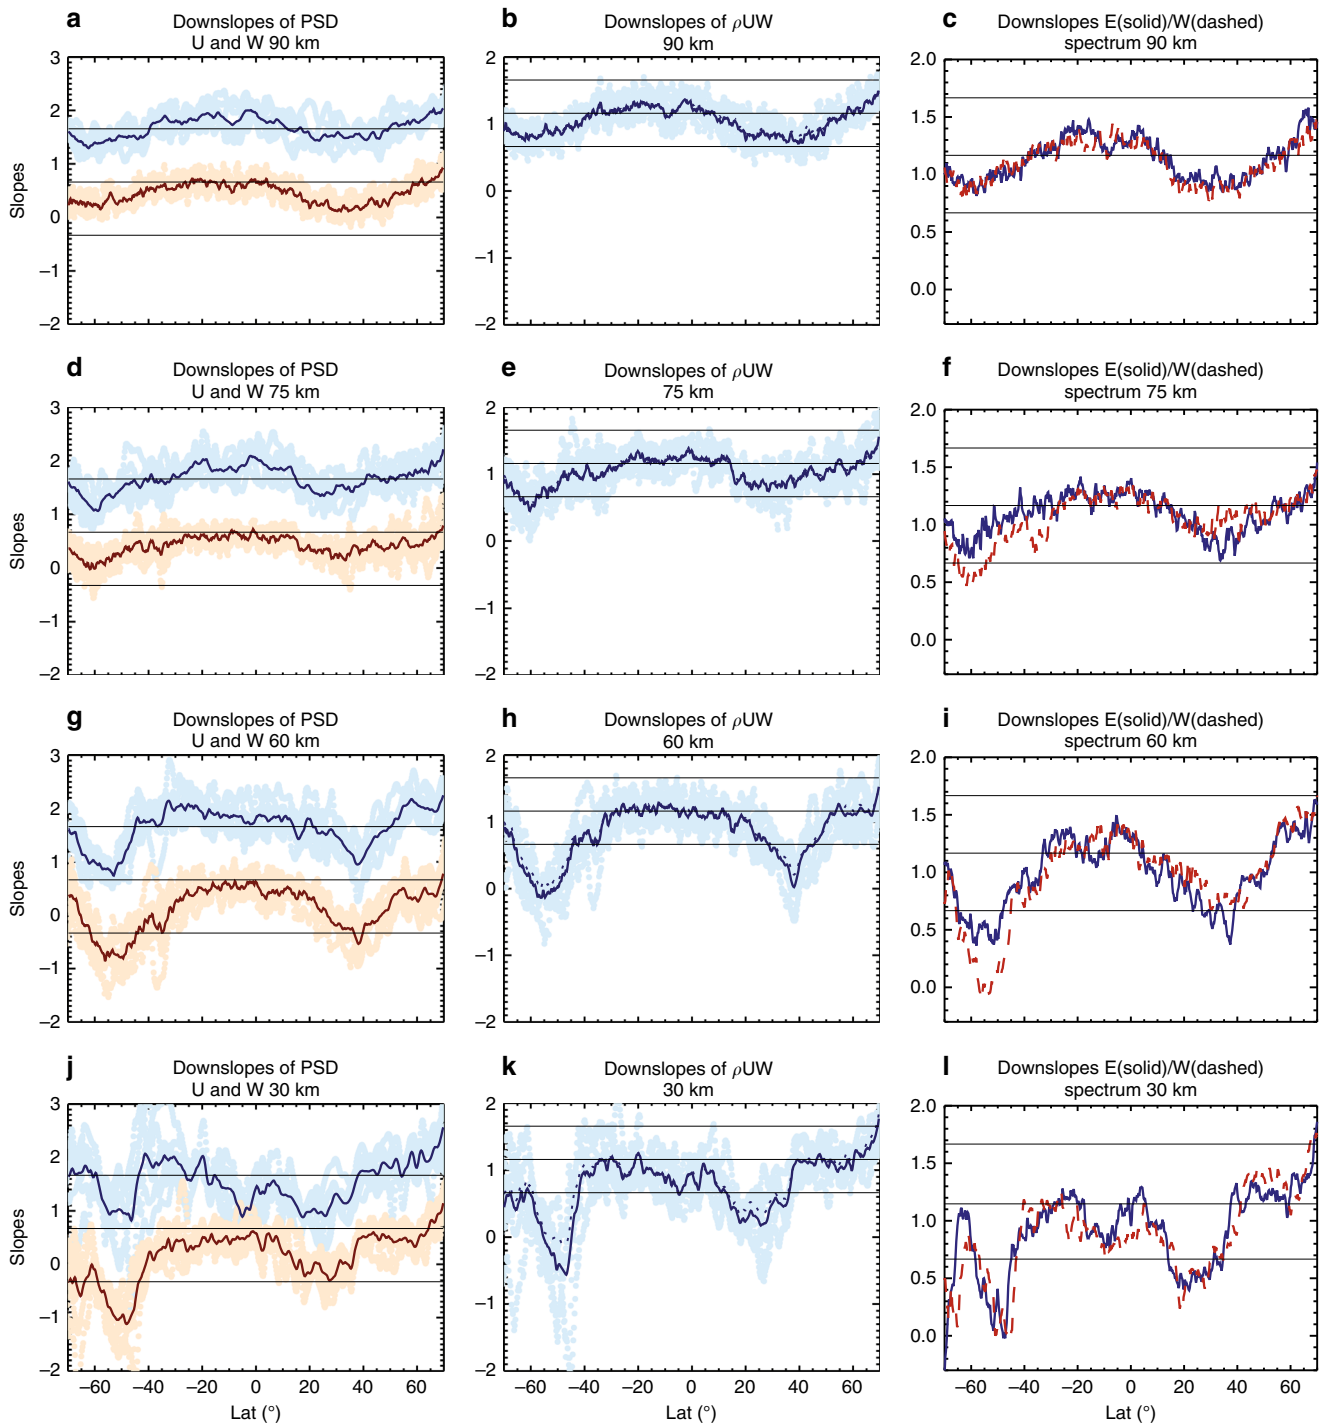 a
Downslopes of PSD
U and W 90 km
b
Downslopes of ρUW
90 km
c
Downslopes E(solid)/W(dashed)
spectrum 90 km
Slopes
3
2
1
0
−1
−2
2
1
0
−1
−2
2.0
1.5
1.0
0.5
0.0
d
Downslopes of PSD
U and W 75 km
e
Downslopes of ρUW
75 km
f
Downslopes E(solid)/W(dashed)
spectrum 75 km
Slopes
3
2
1
0
−1
−2
2
1
0
−1
−2
2.0
1.5
1.0
0.5
0.0
g
Downslopes of PSD
U and W 60 km
h
Downslopes of ρUW
60 km
i
Downslopes E(solid)/W(dashed)
spectrum 60 km
Slopes
3
2
1
0
−1
−2
2
1
0
−1
−2
2.0
1.5
1.0
0.5
0.0
j
Downslopes of PSD
U and W 30 km
k
Downslopes of ρUW
30 km
l
Downslopes E(solid)/W(dashed)
spectrum 30 km
Slopes
3
2
1
0
−1
−2
2
1
0
−1
−2
2.0
1.5
1.0
0.5
0.0
−60 −40 −20 0 20 40 60
−60 −40 −20 0 20 40 60
−60 −40 −20 0 20 40 60
Lat (°)
Lat (°)
Lat (°)